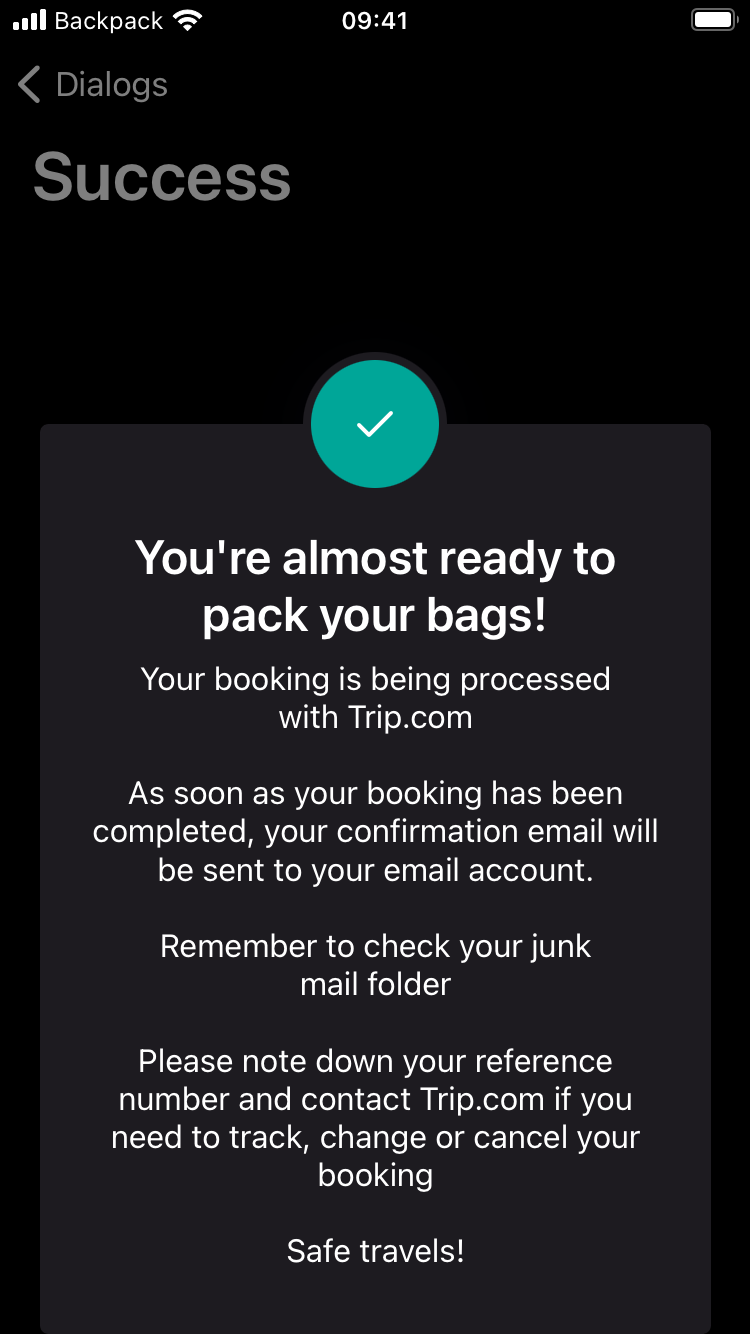 Backpack 09:41
Dialogs
Success
You're almost ready to
pack your bags!
Your booking is being processed
with Trip.com
As soon as your booking has been
completed, your confirmation email will
be sent to your email account.
Remember to check your junk
mail folder
Please note down your reference
number and contact Trip.com if you
need to track, change or cancel your
booking
Safe travels!